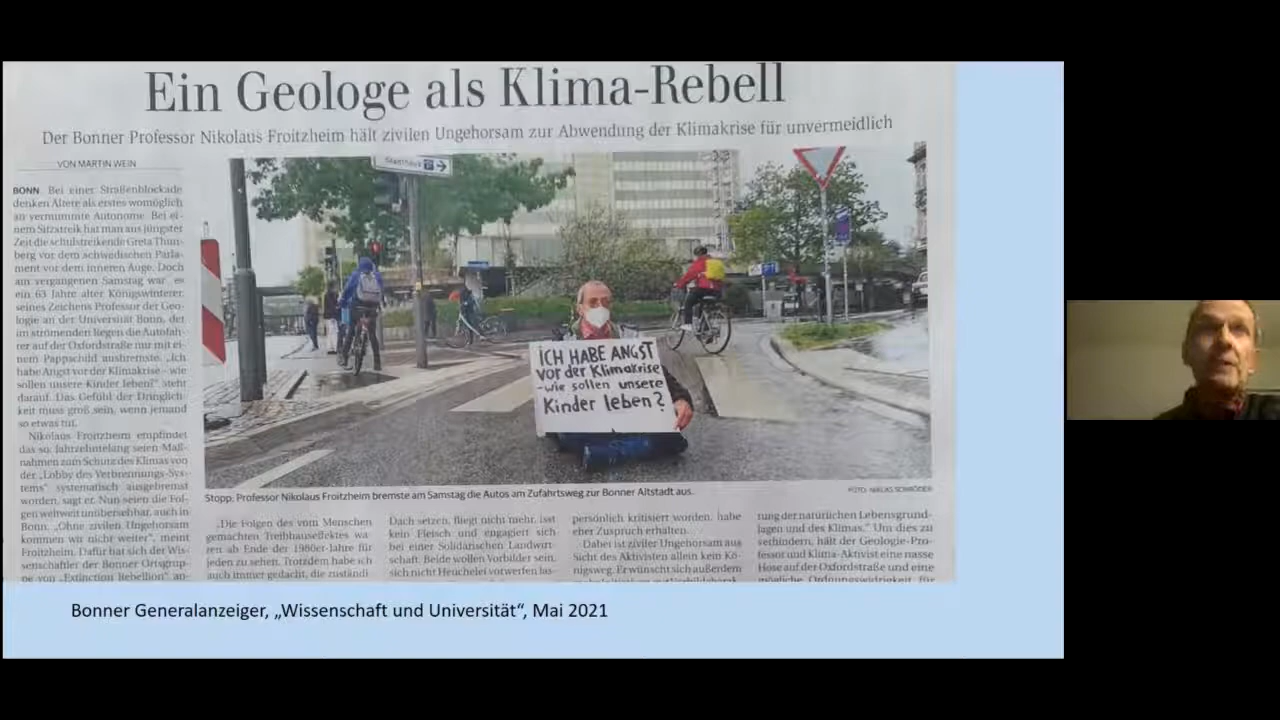 Ein Geologe als Klima-Rebell
Der Bonner Professor Nikolaus Froitzheim hält zivilen Ungehorsam zur Abwendung der Klimakrise für unvermeidlich
VON MARTIN WEIN
BONN. Bei einer Straßenblockade
denken Ältere als erstes womöglich
an vermummte Autonome. Bei ei-
nem Sitzstreik hat man aus jüngster
Zeit die schulstreikende Greta Thun-
berg vor dem schwedischen Parla-
ment vor dem inneren Auge. Doch
am vergangenen Samstag war es
ein 63 Jahre alter Königswinterer,
seines Zeichens Professor der Geo-
logie an der Universität Bonn, der
im strömenden Regen die Autofah-
rer auf der Oxfordstraße nur mit ei-
nem Pappschild ausbremste. „Ich
habe Angst vor der Klimakrise – wie
sollen unsere Kinder leben?“ steht
darauf. Das Gefühl der Dringlich-
keit muss groß sein, wenn jemand
so etwas tut.
Nikolaus Froitzheim empfindet
das so. Jahrzehntelang seien Maß-
nahmen zum Schutz des Klimas von
der „Lobby des Verbrennungs-Sys-
tems“ systematisch ausgebremst
worden, sagt er. Nun seien die Fol-
gen weltweit unübersehbar, auch in
Bonn. „Ohne zivilen Ungehorsam
kommen wir nicht weiter“, meint
Froitzheim. Dafür hat sich der Wis-
senschaftler der Bonner Ortsgrup-
pe von „Extinction Rebellion“ an-
Stadthaus
ICH HABE ANGST
vor der Klimakrise
-wie sollen unsere
Kinder leben?
Stopp: Professor Nikolaus Froitzheim bremste am Samstag die Autos am Zufahrtsweg zur Bonner Altstadt aus.
FOTO: NIKLAS SCHRÖDER
„Die Folgen des vom Menschen
gemachten Treibhauseffektes wa-
ren ab Ende der 1980er-Jahre für
jeden zu sehen. Trotzdem habe ich
auch immer gedacht, die zuständi-
Dach setzen, fliegt nicht mehr, isst
kein Fleisch und engagiert sich
bei einer Solidarischen Landwirt-
schaft. Beide wollen Vorbilder sein,
sich nicht Heuchelei vorwerfen las-
persönlich kritisiert worden, habe
eher Zuspruch erhalten.
Dabei ist ziviler Ungehorsam aus
Sicht des Aktivisten allein kein Kö-
nigsweg. Er wünscht sich außerdem
rung der natürlichen Lebensgrund-
lagen und des Klimas.“ Um dies zu
verhindern, hält der Geologie-Pro-
fessor und Klima-Aktivist eine nasse
Hose auf der Oxfordstraße und eine
mögliche Ordnungswidrigkeit für
Bonner Generalanzeiger, „Wissenschaft und Universität“, Mai 2021